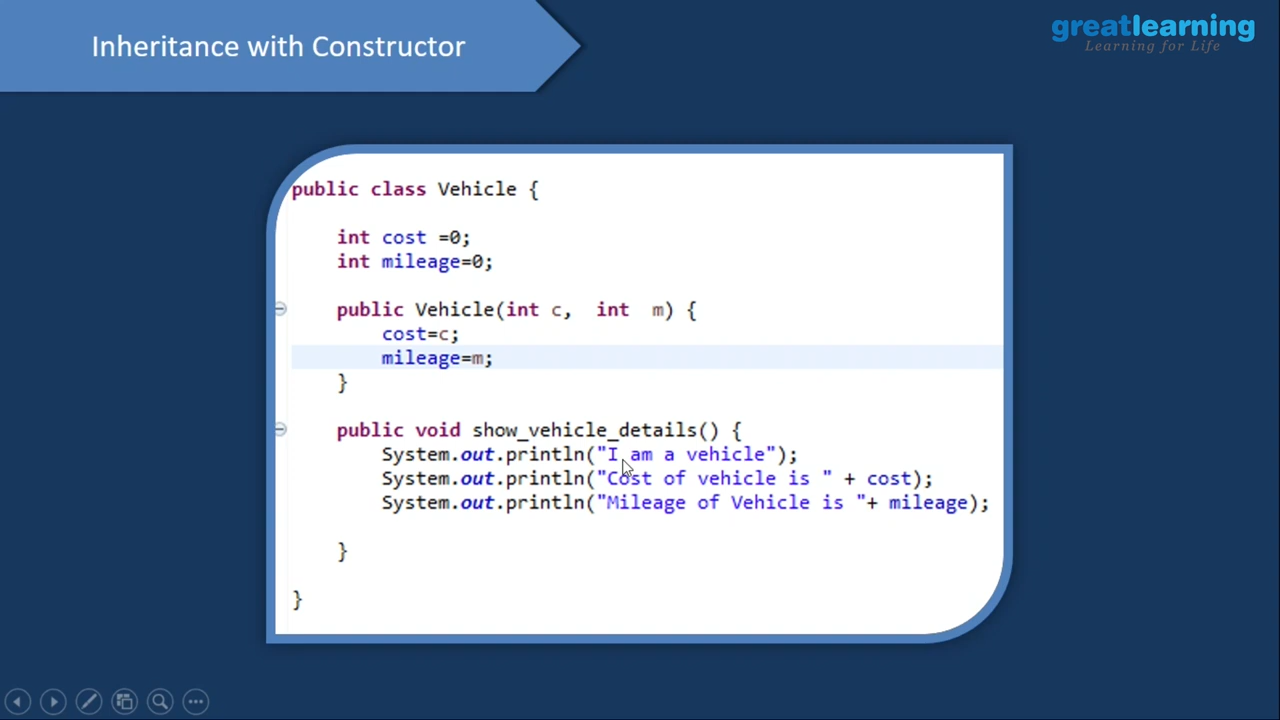 Inheritance with Constructor
greatlearning
Learning for Life
public class Vehicle {
int cost =0;
int mileage=0;
public Vehicle(int c, int m) {
cost=c;
mileage=m;
}
public void show_vehicle_details() {
System.out.println("I am a vehicle");
System.out.println("Cost of vehicle is " + cost);
System.out.println("Mileage of Vehicle is "+ mileage);
}
}